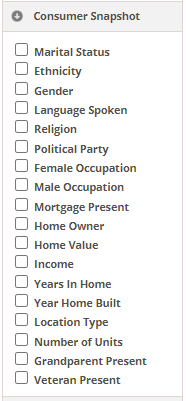 Consumer Snapshot
Marital Status
Ethnicity
Gender
Language Spoken
Religion
Political Party
Female Occupation
Male Occupation
Mortgage Present
Home Owner
Home Value
Income
Years In Home
Year Home Built
Location Type
Number of Units
Grandparent Present
Veteran Present